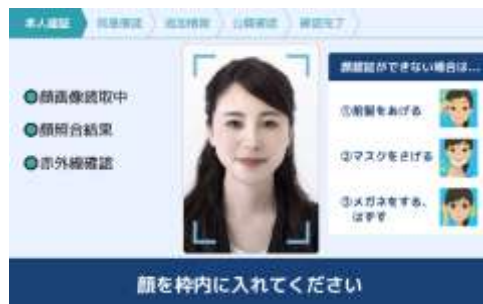 本人確認
同意確認
追加情報
口頭確認
確認完了
●顔画像読取中
●顔照合結果
●赤外線確認
顔認証ができない場合は...
①前髪をあげる
②マスクをさげる
③メガネをする、
はずす
顔を枠内に入れてください